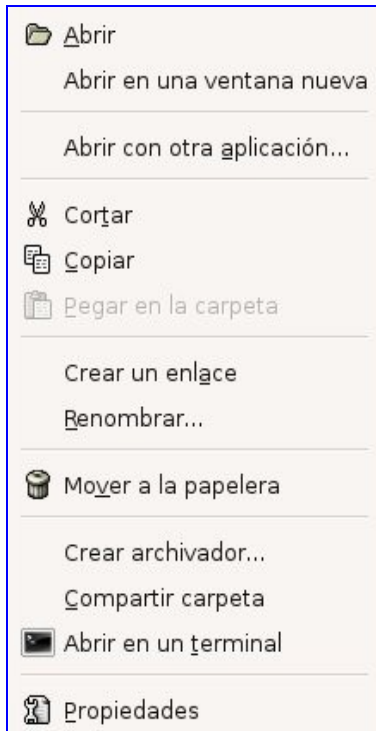 Abrir
Abrir en una ventana nueva
Abrir con otra aplicación...
Cortar
Copiar
Pegar en la carpeta
Crear un enlace
Renombrar...
Mover a la papelera
Crear archivador...
Compartir carpeta
Abrir en un terminal
Propiedades